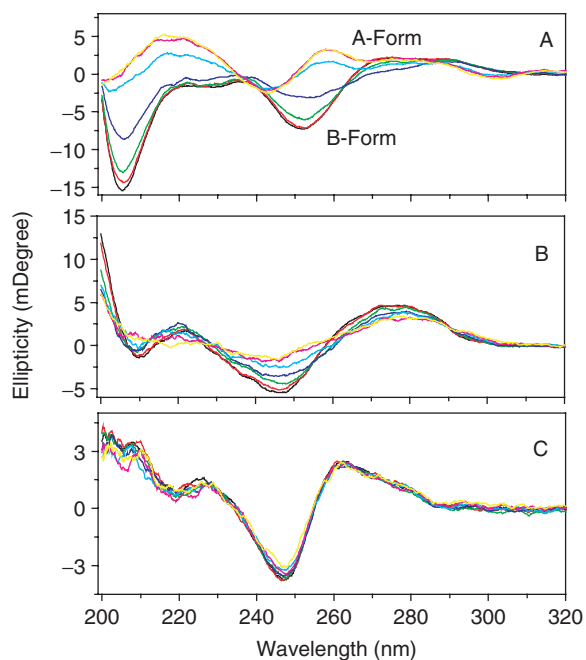 A-Form
A
B-Form
5
0
−5
−10
−15
B
15
10
5
0
−5
C
3
0
−3
200 220 240 260 280 300 320
Ellipticity (mDegree)
Wavelength (nm)